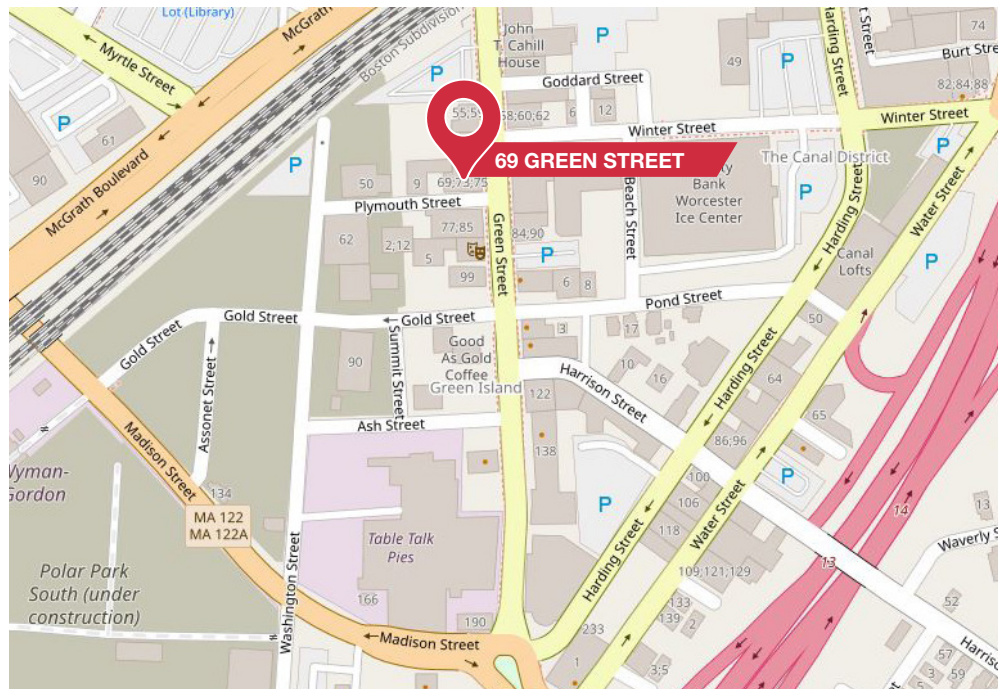 Lot (Library)
McGrath
Boston Subdivision
John
T. Cahill
House
P
Harding Street
74
Burt Stre
Myrtle Street
Goddard Street
49
P
82;84;88
P
55;59
58;60;62
6
12
Winter Street
Winter Street
61
P
90
P
69 GREEN STREET
The Canal District
P
McGrath Boulevard
50
9
69;73;75
Bank
Worcester
Ice Center
Plymouth Street
Beach Street
Harding Street
Water Street
62
77;85
84;90
2;12
5
P
Green Street
Canal
Lofts
P
99
6
8
Pond Street
Gold Street
Gold Street
Gold Street
Summit Street
3
17
50
Good
As Gold
Coffee
90
10
16
Green Island
Harrison Street
Harding Street
64
Assonet Street
122
65
Ash Street
86;96
138
Madison Street
P
P
Wyman-
Gordon
134
100
106
14
MA 122
MA 122A
118
13
Water Street
Waverly S
Table Talk
Pies
Harding Street
13
109;121;129
Polar Park
South (under
construction)
Washington Street
166
133
139
2
52
190
233
Madison Street
1
3;5
Harris
57
53
59
3
5